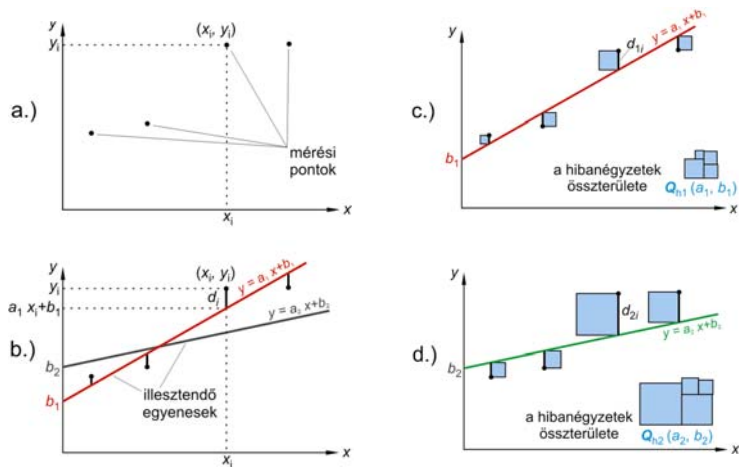 a.)
y
yᵢ
(xᵢ, yᵢ)
mérési
pontok
xᵢ
x
b.)
y
yᵢ
a₁ xᵢ+b₁
(xᵢ, yᵢ)
dᵢ
y = a₁ x+b₁
y = a₂ x+b₂
b₂
b₁
illesztendő
egyenesek
xᵢ
x
c.)
y
y = a₁ x+b₁
d₁ᵢ
b₁
a hibanégyzetek
összterülete
Qₕ₁ (a₁, b₁)
x
d.)
y
d₂ᵢ
y = a₂ x+b₂
b₂
a hibanégyzetek
összterülete
Qₕ₂ (a₂, b₂)
x